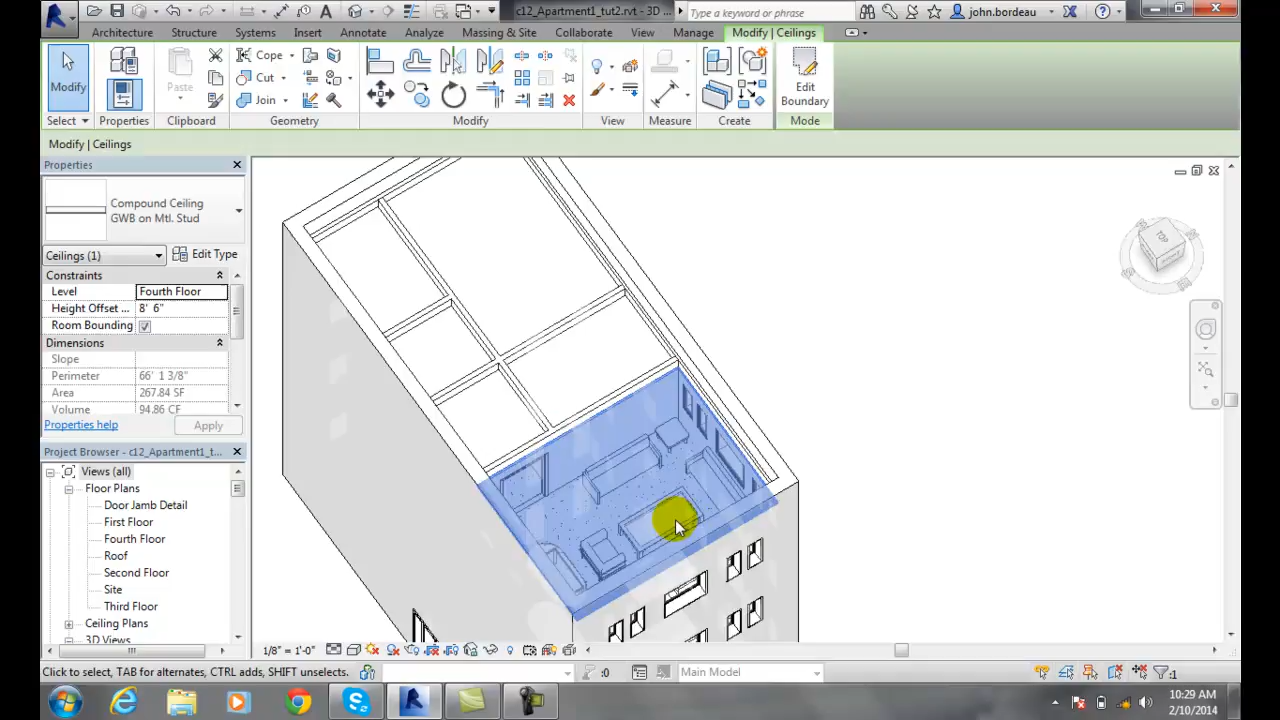 c12_Apartment1_tut2.rvt - 3D ...
Type a keyword or phrase
john.bordeau
Architecture Structure Systems Insert Annotate Analyze Massing & Site Collaborate View Manage Modify | Ceilings
Modify
Paste
Cope
Cut
Join
Edit
Boundary
Select Properties Clipboard Geometry Modify View Measure Create Mode
Modify | Ceilings
Properties
Compound Ceiling
GWB on Mtl. Stud
Ceilings (1) Edit Type
Constraints
Level Fourth Floor
Height Offset ... 8' 6"
Room Bounding
Dimensions
Slope
Perimeter 66' 1 3/8"
Area 267.84 SF
Volume 94.86 CF
Properties help Apply
Project Browser - c12_Apartment1_t...
Views (all)
Floor Plans
Door Jamb Detail
First Floor
Fourth Floor
Roof
Second Floor
Site
Third Floor
Ceiling Plans
3D Views
1/8" = 1'-0"
Click to select, TAB for alternates, CTRL adds, SHIFT unselects.
:0
Main Model
:1
10:29 AM
2/10/2014